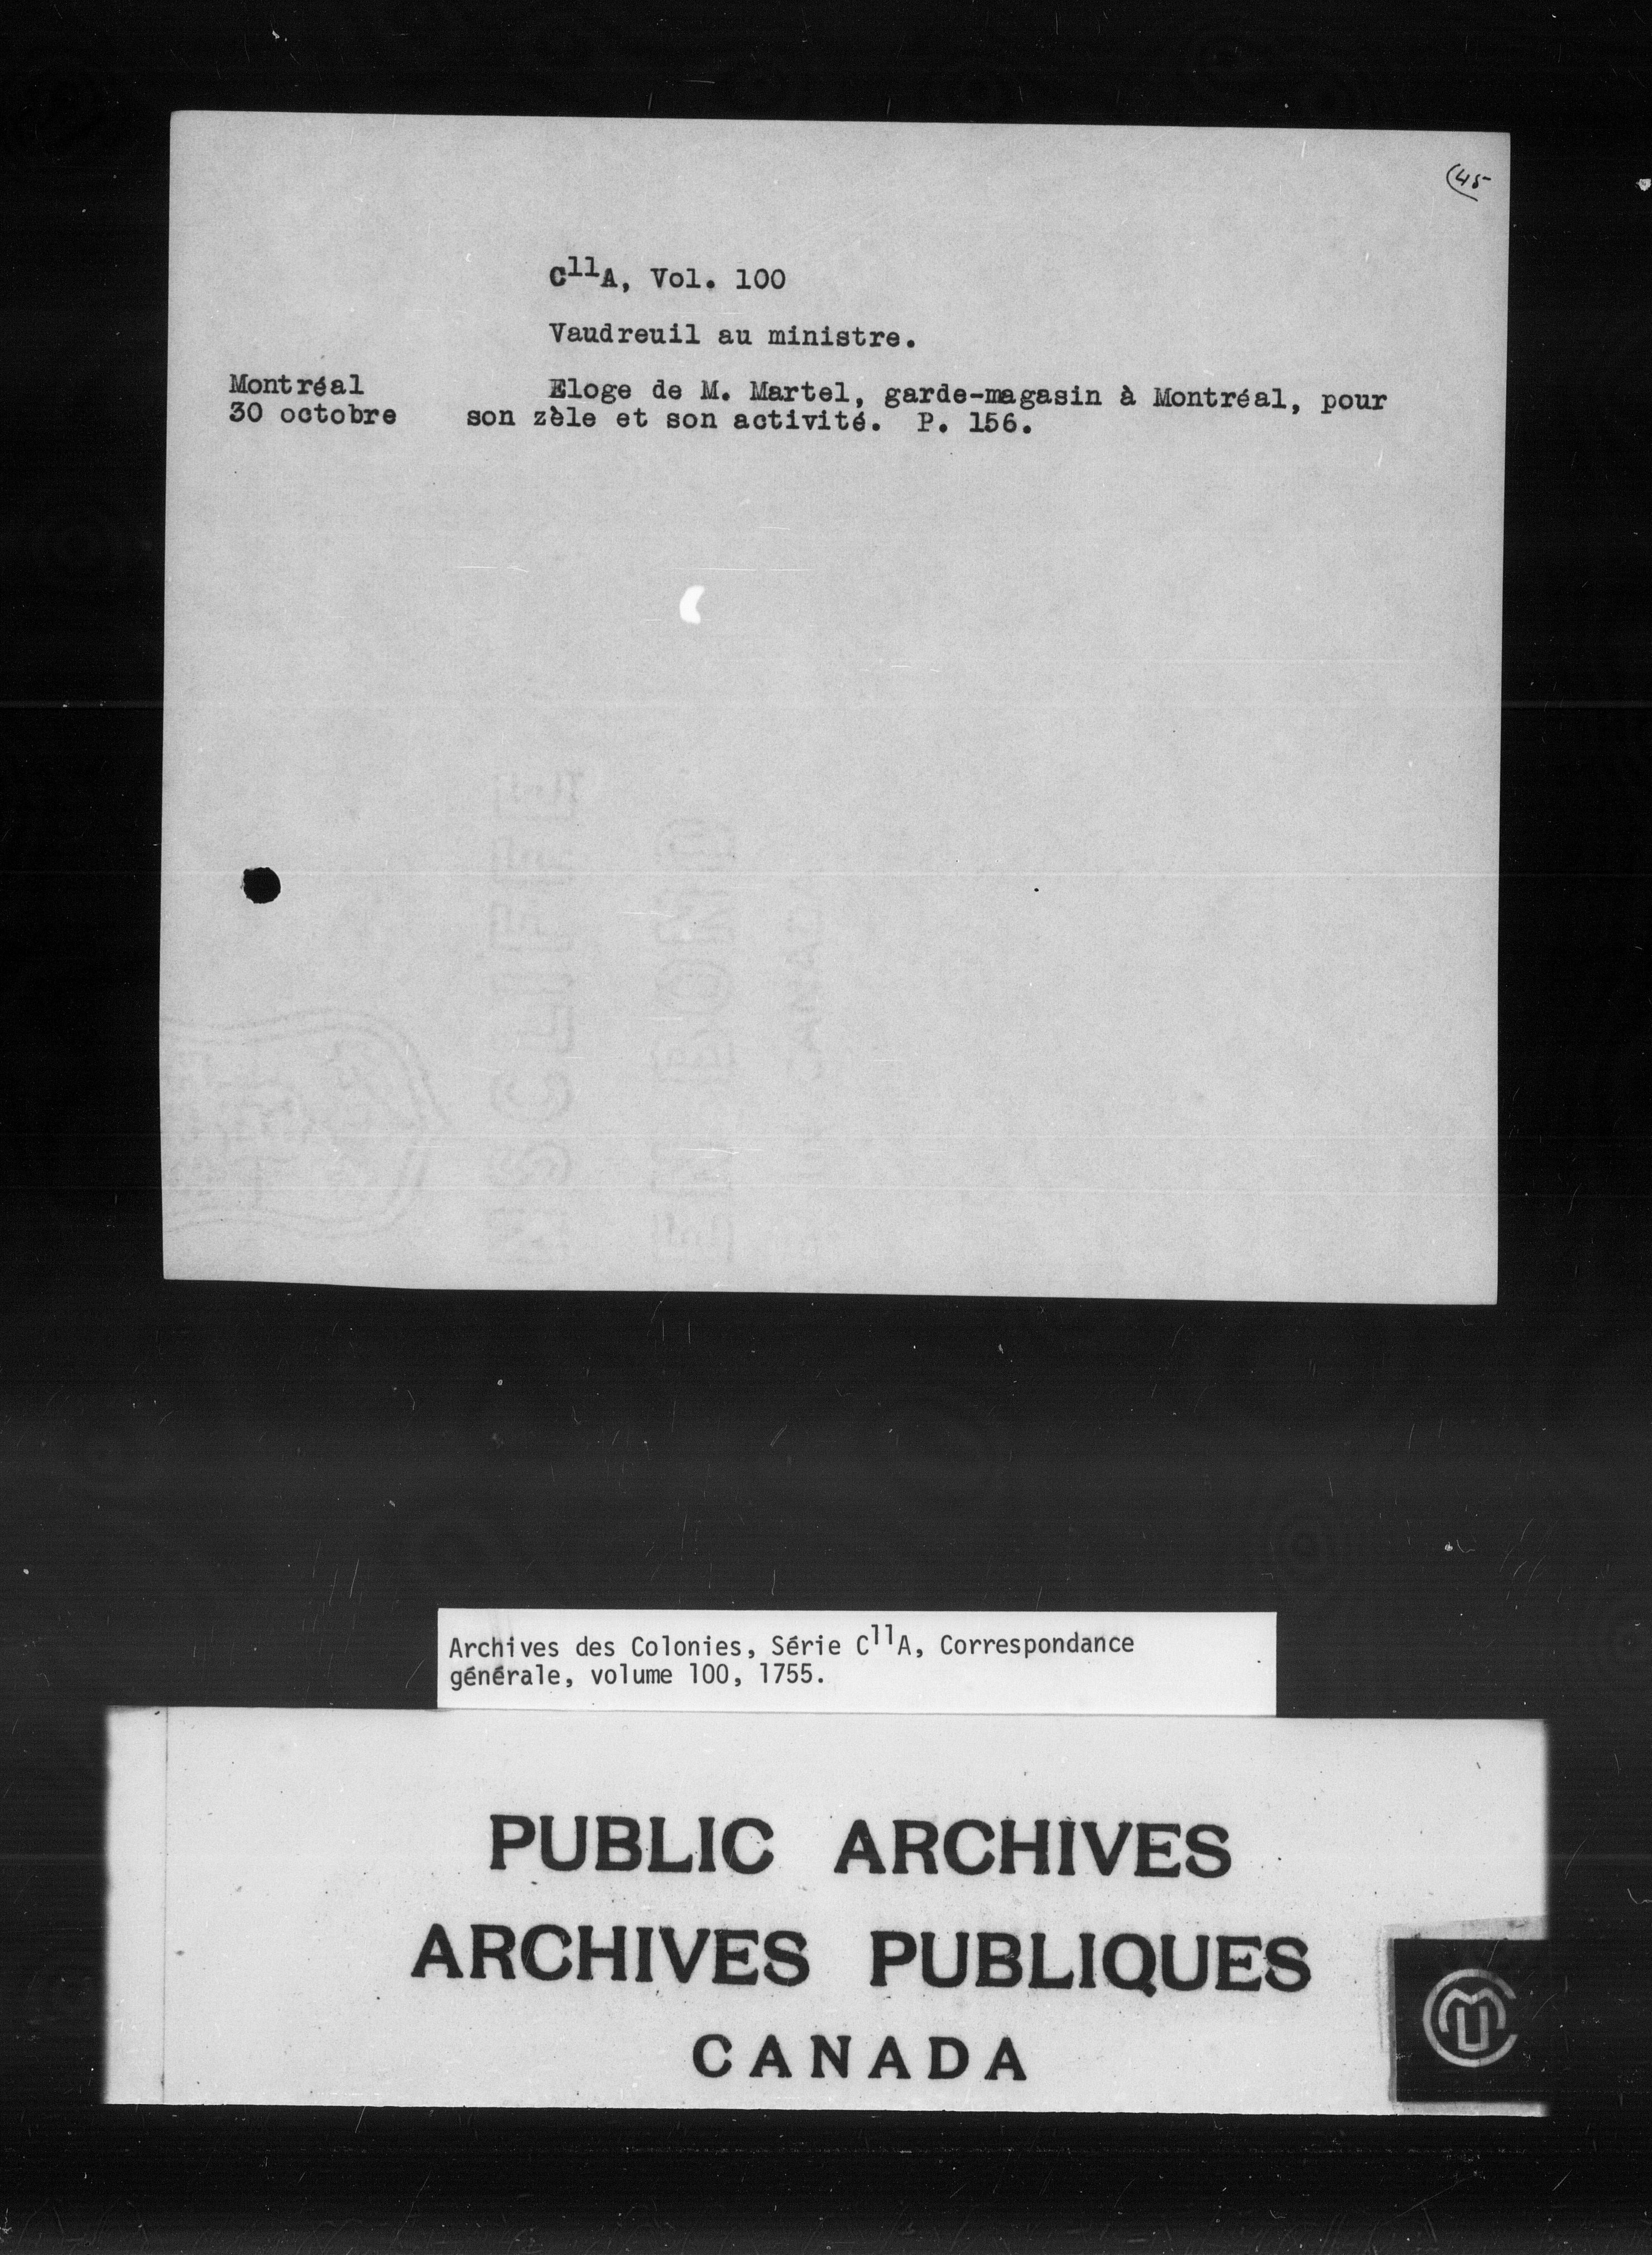 (45
C11A, Vol. 100
Vaudreuil au ministre.
Montréal
30 octobre
Eloge de M. Martel, garde-magasin à Montréal, pour
son zèle et son activité. P. 156.
Archives des Colonies, Série C11A, Correspondance
générale, volume 100, 1755.
PUBLIC ARCHIVES
ARCHIVES PUBLIQUES
CANADA